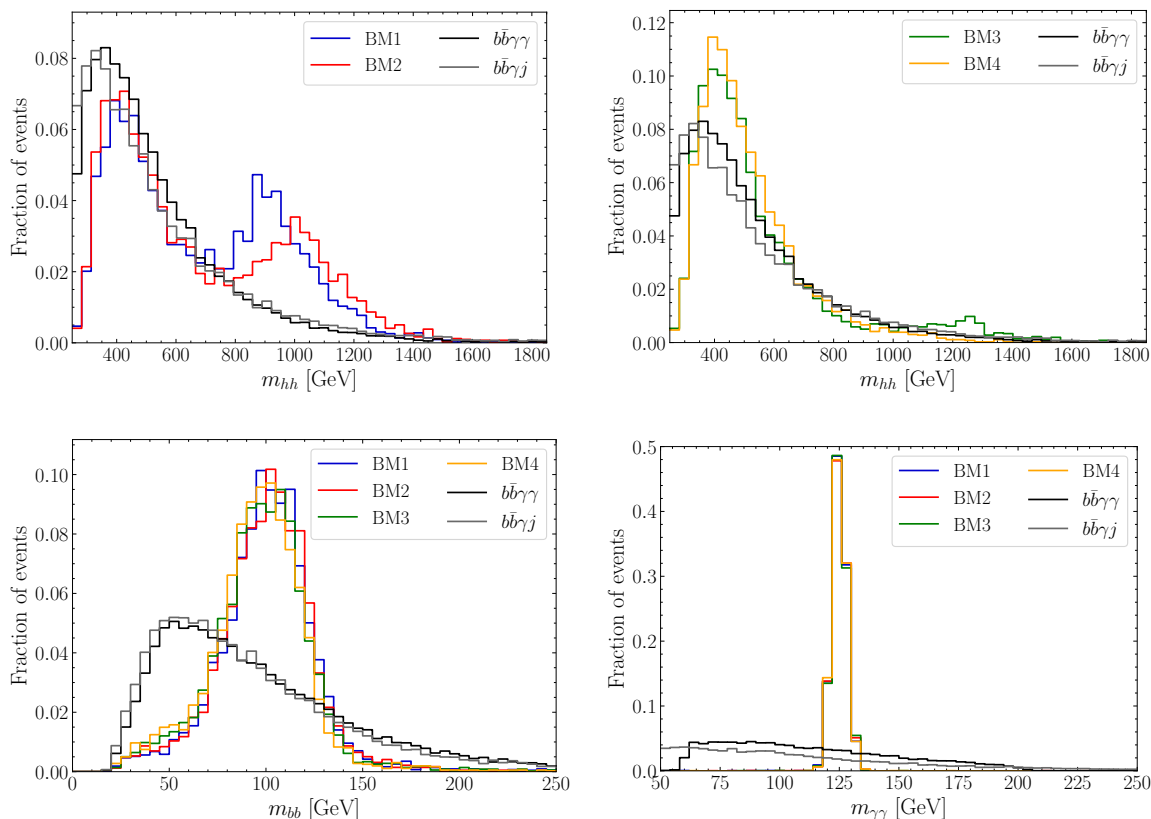 Fraction of events
0.08
0.06
0.04
0.02
0.00
BM1
BM2
bb̄γγ
bb̄γj
400 600 800 1000 1200 1400 1600 1800
m_hh [GeV]
Fraction of events
0.12
0.10
0.08
0.06
0.04
0.02
0.00
BM3
BM4
bb̄γγ
bb̄γj
400 600 800 1000 1200 1400 1600 1800
m_hh [GeV]
Fraction of events
0.10
0.08
0.06
0.04
0.02
0.00
BM1
BM2
BM3
BM4
bb̄γγ
bb̄γj
0 50 100 150 200 250
m_bb [GeV]
Fraction of events
0.5
0.4
0.3
0.2
0.1
0.0
BM1
BM2
BM3
BM4
bb̄γγ
bb̄γj
50 75 100 125 150 175 200 225 250
m_γγ [GeV]